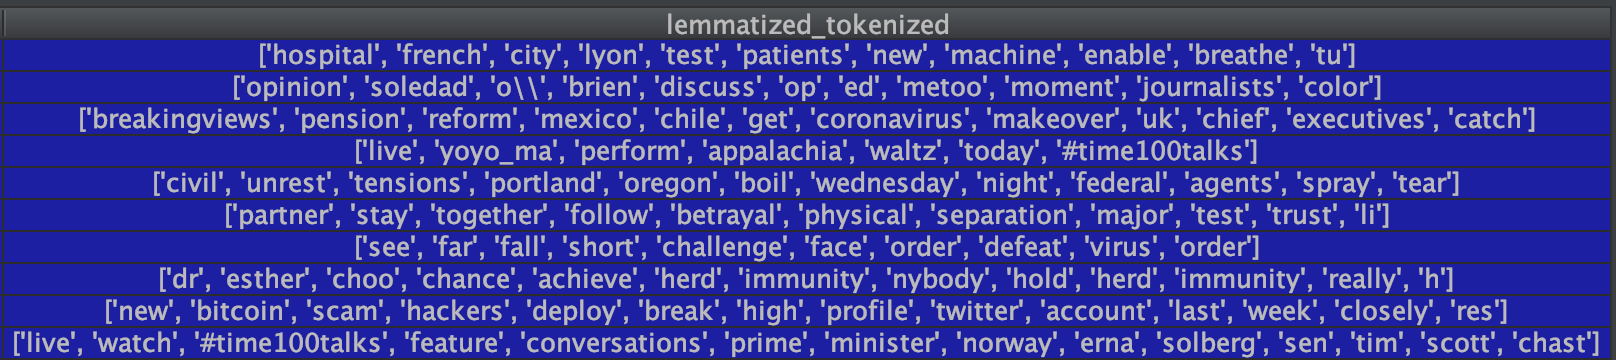 lemmatized_tokenized
['hospital', 'french', 'city', 'lyon', 'test', 'patients', 'new', 'machine', 'enable', 'breathe', 'tu']
['opinion', 'soledad', 'o\\', 'brien', 'discuss', 'op', 'ed', 'metoo', 'moment', 'journalists', 'color']
['breakingviews', 'pension', 'reform', 'mexico', 'chile', 'get', 'coronavirus', 'makeover', 'uk', 'chief', 'executives', 'catch']
['live', 'yoyo_ma', 'perform', 'appalachia', 'waltz', 'today', '#time100talks']
['civil', 'unrest', 'tensions', 'portland', 'oregon', 'boil', 'wednesday', 'night', 'federal', 'agents', 'spray', 'tear']
['partner', 'stay', 'together', 'follow', 'betrayal', 'physical', 'separation', 'major', 'test', 'trust', 'li']
['see', 'far', 'fall', 'short', 'challenge', 'face', 'order', 'defeat', 'virus', 'order']
['dr', 'esther', 'choo', 'chance', 'achieve', 'herd', 'immunity', 'nybody', 'hold', 'herd', 'immunity', 'really', 'h']
['new', 'bitcoin', 'scam', 'hackers', 'deploy', 'break', 'high', 'profile', 'twitter', 'account', 'last', 'week', 'closely', 'res']
['live', 'watch', '#time100talks', 'feature', 'conversations', 'prime', 'minister', 'norway', 'erna', 'solberg', 'sen', 'tim', 'scott', 'chast']